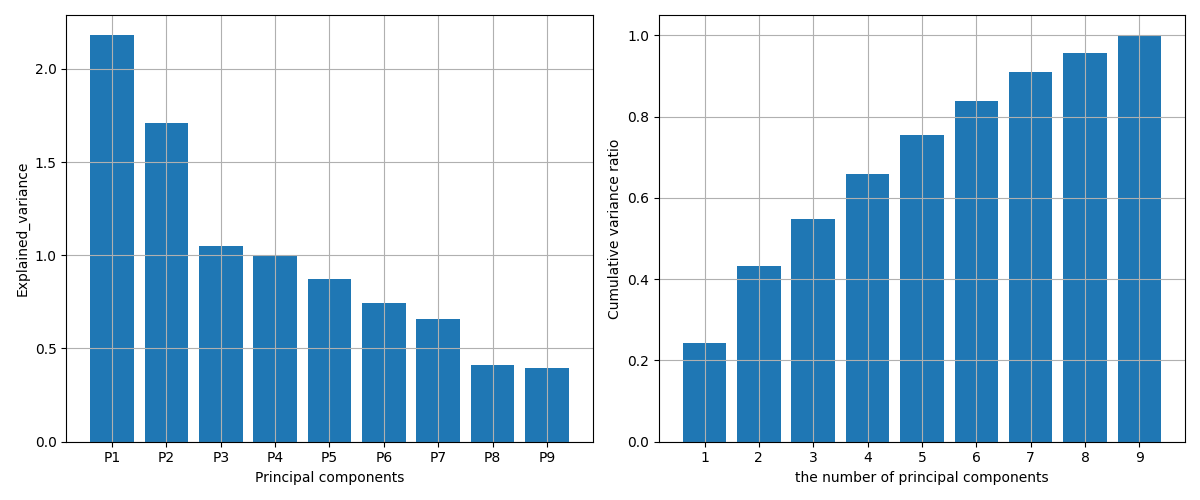 2.0
1.5
1.0
0.5
0.0
Explained_variance
P1 P2 P3 P4 P5 P6 P7 P8 P9
Principal components
1.0
0.8
0.6
0.4
0.2
0.0
Cumulative variance ratio
1 2 3 4 5 6 7 8 9
the number of principal components